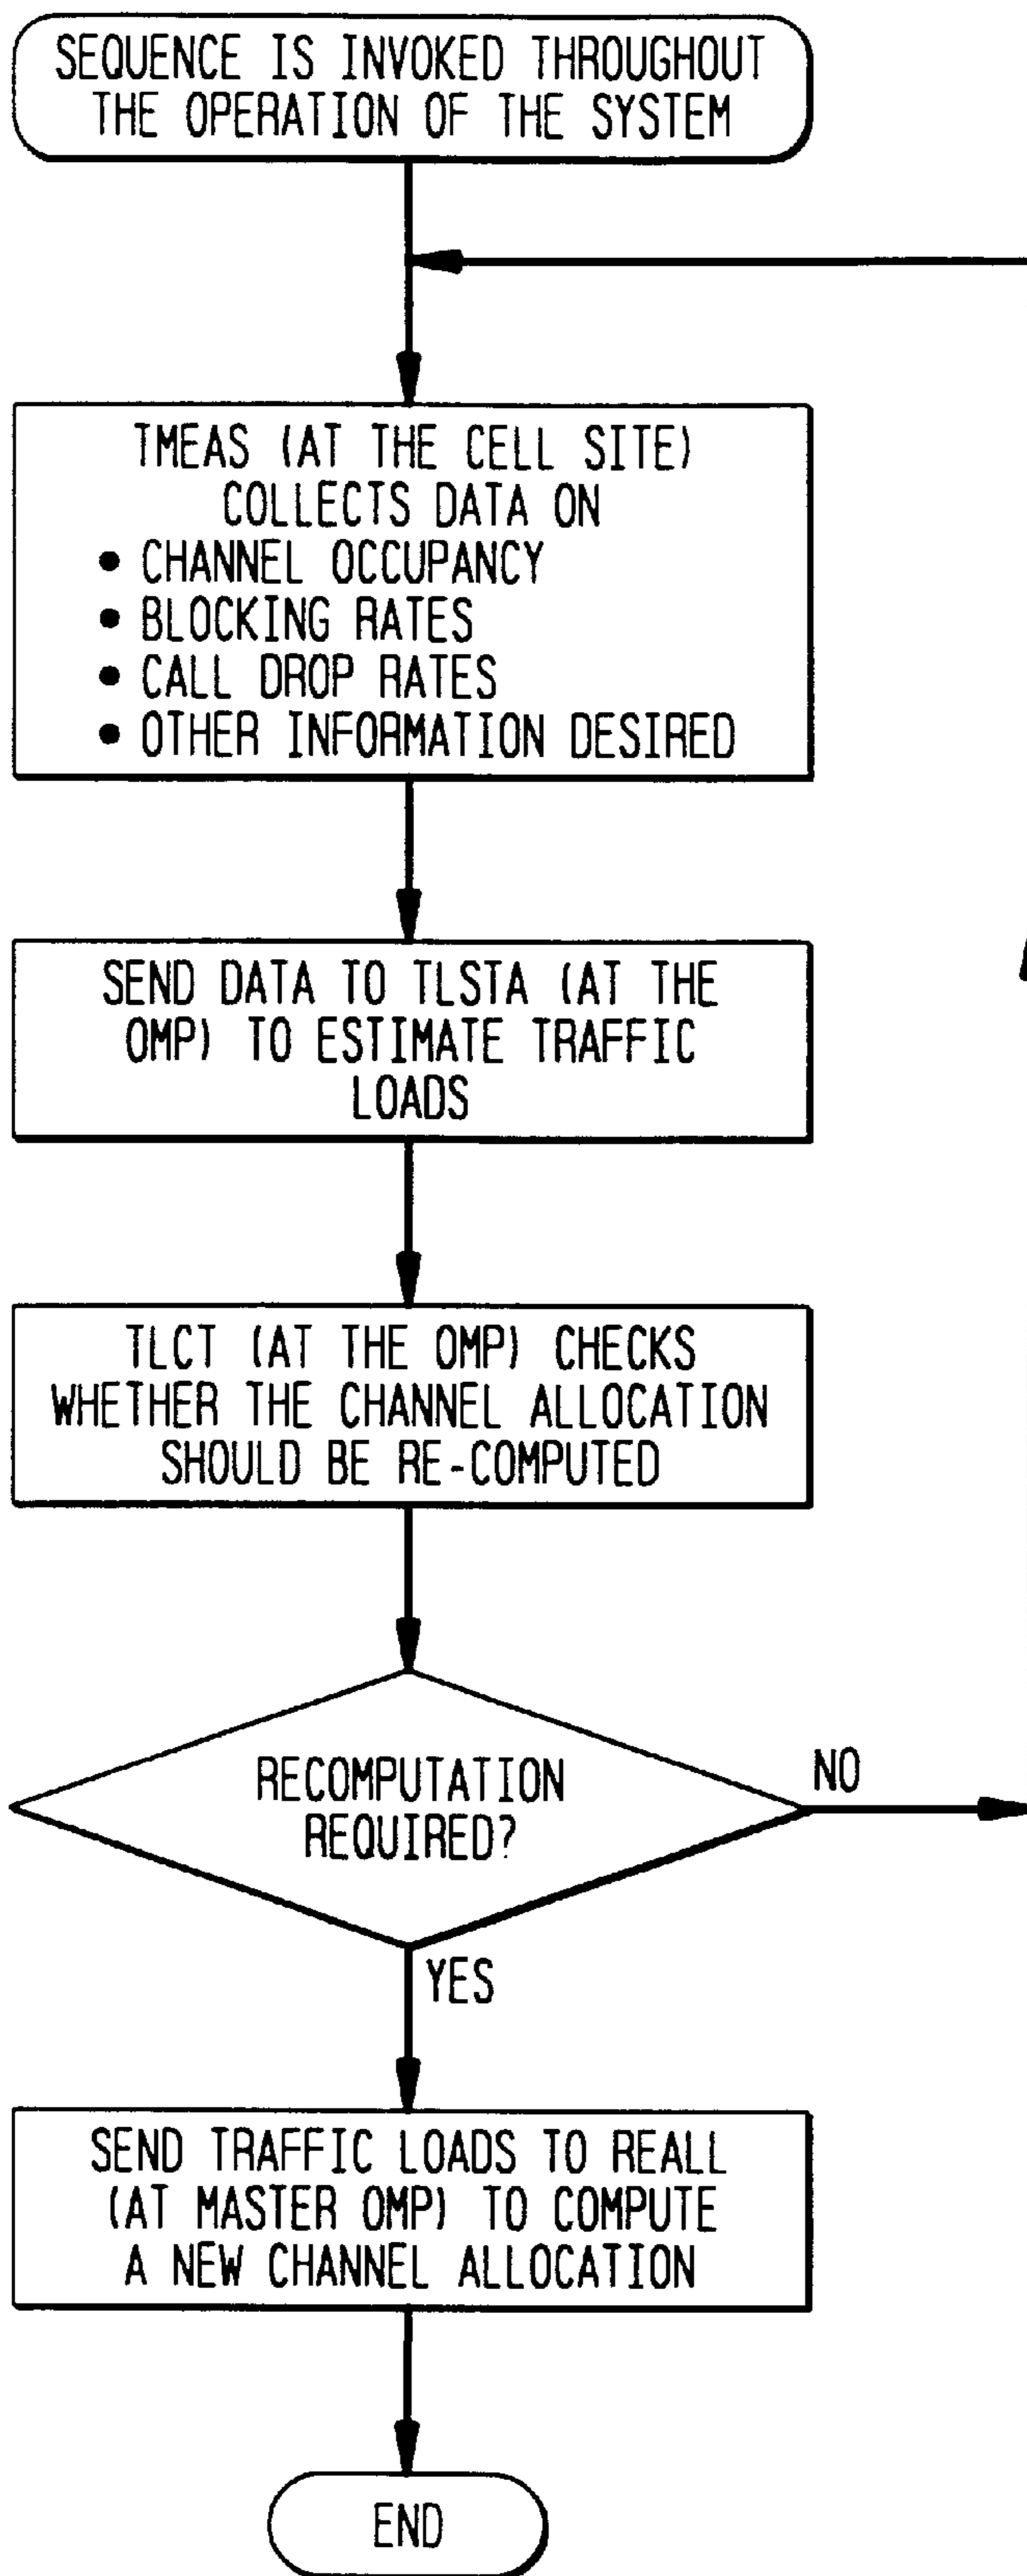 SEQUENCE IS INVOKED THROUGHOUT
THE OPERATION OF THE SYSTEM
TMEAS (AT THE CELL SITE)
COLLECTS DATA ON
• CHANNEL OCCUPANCY
• BLOCKING RATES
• CALL DROP RATES
• OTHER INFORMATION DESIRED
SEND DATA TO TLSTA (AT THE
OMP) TO ESTIMATE TRAFFIC
LOADS
TLCT (AT THE OMP) CHECKS
WHETHER THE CHANNEL ALLOCATION
SHOULD BE RE-COMPUTED
RECOMPUTATION
REQUIRED?
NO
YES
SEND TRAFFIC LOADS TO REALL
(AT MASTER OMP) TO COMPUTE
A NEW CHANNEL ALLOCATION
END